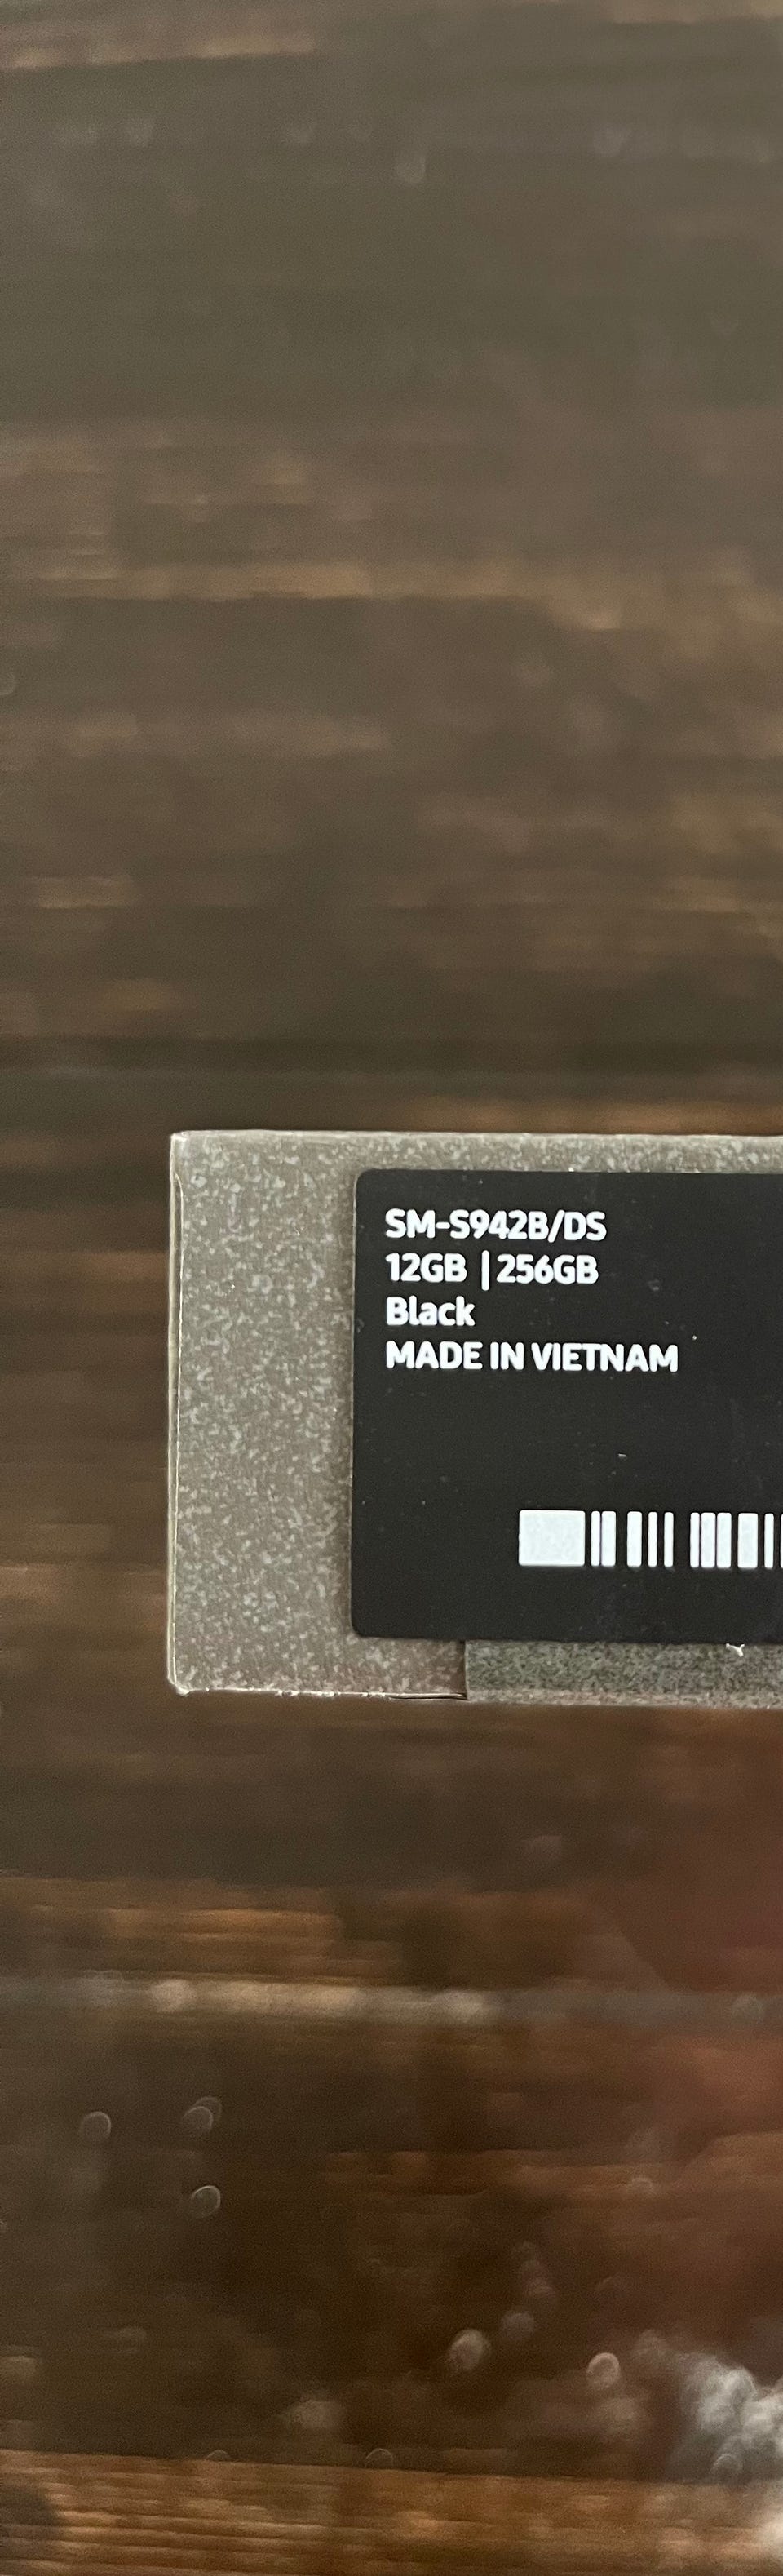 SM-S942B/DS
12GB | 256GB
Black
MADE IN VIETNAM